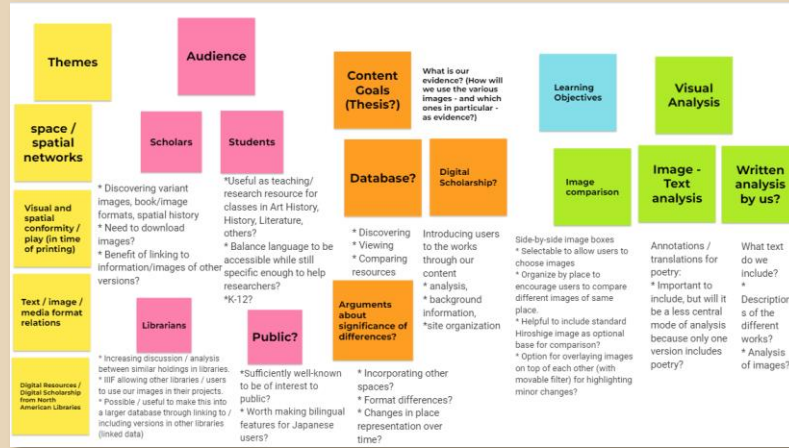 Themes
space /
spatial
networks
Visual and
spatial
conformity /
play (in time
of printing)
Text / image /
media format
relations
Digital Resources /
Digital Scholarship
from North
American Libraries
Audience
Scholars
* Discovering variant
images, book/image
formats, spatial history
* Need to download
images?
* Benefit of linking to
information/images of other
versions?
Students
*Useful as teaching/
research resource for
classes in Art History,
History, Literature,
others?
* Balance language to be
accessible while still
specific enough to help
researchers?
*K-12?
Librarians
* Increasing discussion / analysis
between similar holdings in libraries.
* IIIF allowing other libraries / users
to use our images in their projects.
* Possible / useful to make this into
a larger database through linking to /
including versions in other libraries
(linked data)
Public?
*Sufficiently well-known
to be of interest to
public?
* Worth making bilingual
features for Japanese
users?
Content
Goals
(Thesis?)
What is our
evidence? (How will
we use the various
images - and which
ones in particular -
as evidence?)
Database?
* Discovering
* Viewing
* Comparing
resources
Digital
Scholarship?
Introducing users
to the works
through our
content
* analysis,
* background
information,
*site organization
Arguments
about
significance of
differences?
* Incorporating other
spaces?
* Format differences?
* Changes in place
representation over
time?
Learning
Objectives
Visual
Analysis
Image
comparison
Side-by-side image boxes
* Selectable to allow users to
choose images
* Organize by place to
encourage users to compare
different images of same
place.
* Helpful to include standard
Hiroshige image as optional
base for comparison?
* Option for overlaying images
on top of each other (with
movable filter) for highlighting
minor changes?
Image -
Text
analysis
Annotations /
translations for
poetry:
* Important to
include, but will it
be a less central
mode of analysis
because only one
version includes
poetry?
Written
analysis
by us?
What text
do we
include?
*
Description
s of the
different
works?
* Analysis
of images?